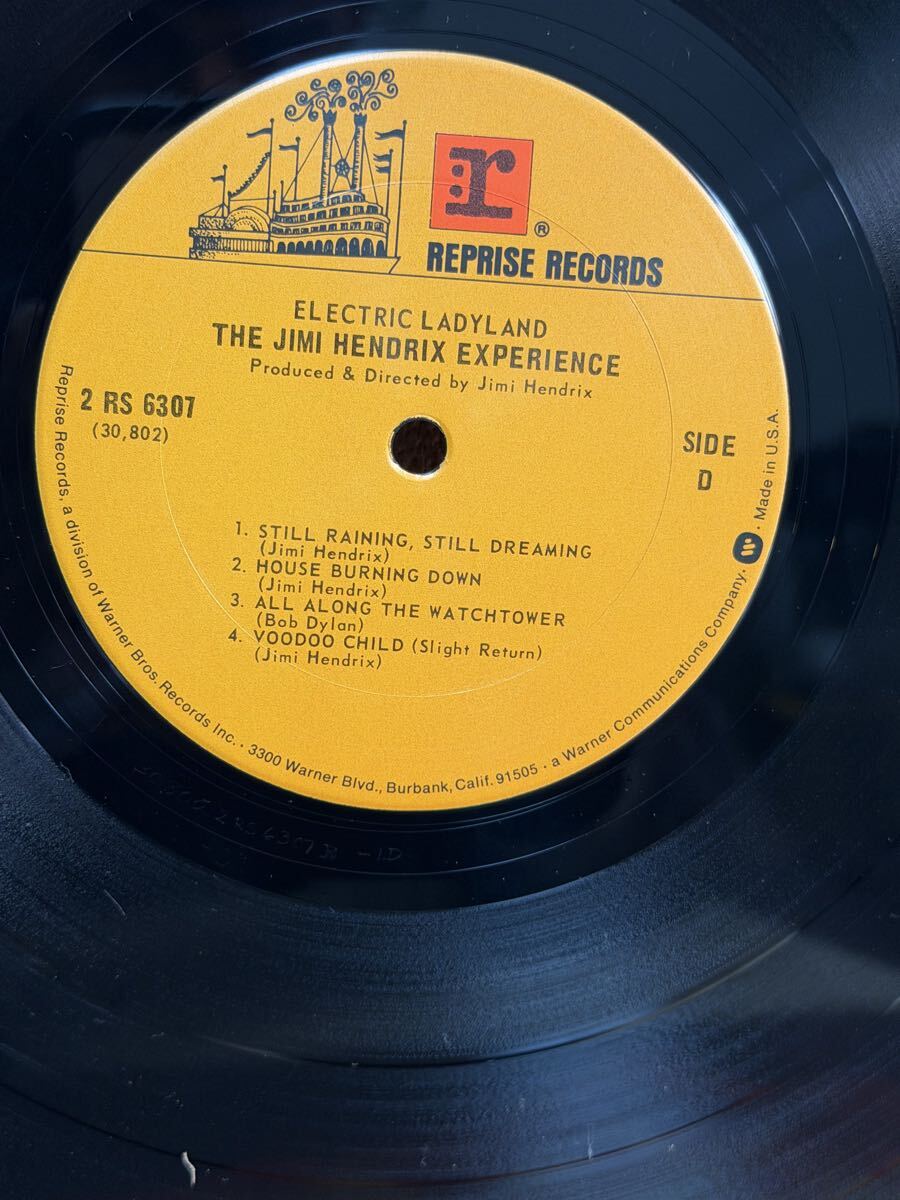 r
®
REPRISE RECORDS
ELECTRIC LADYLAND
THE JIMI HENDRIX EXPERIENCE
Produced & Directed by Jimi Hendrix
2 RS 6307
(30,802)
SIDE
D
1. STILL RAINING, STILL DREAMING
(Jimi Hendrix)
2. HOUSE BURNING DOWN
(Jimi Hendrix)
3. ALL ALONG THE WATCHTOWER
(Bob Dylan)
4. VOODOO CHILD (Slight Return)
(Jimi Hendrix)
Reprise Records, a division of Warner Bros. Records Inc. · 3300 Warner Blvd., Burbank, Calif. 91505 · a Warner Communications Company · Made in U.S.A.